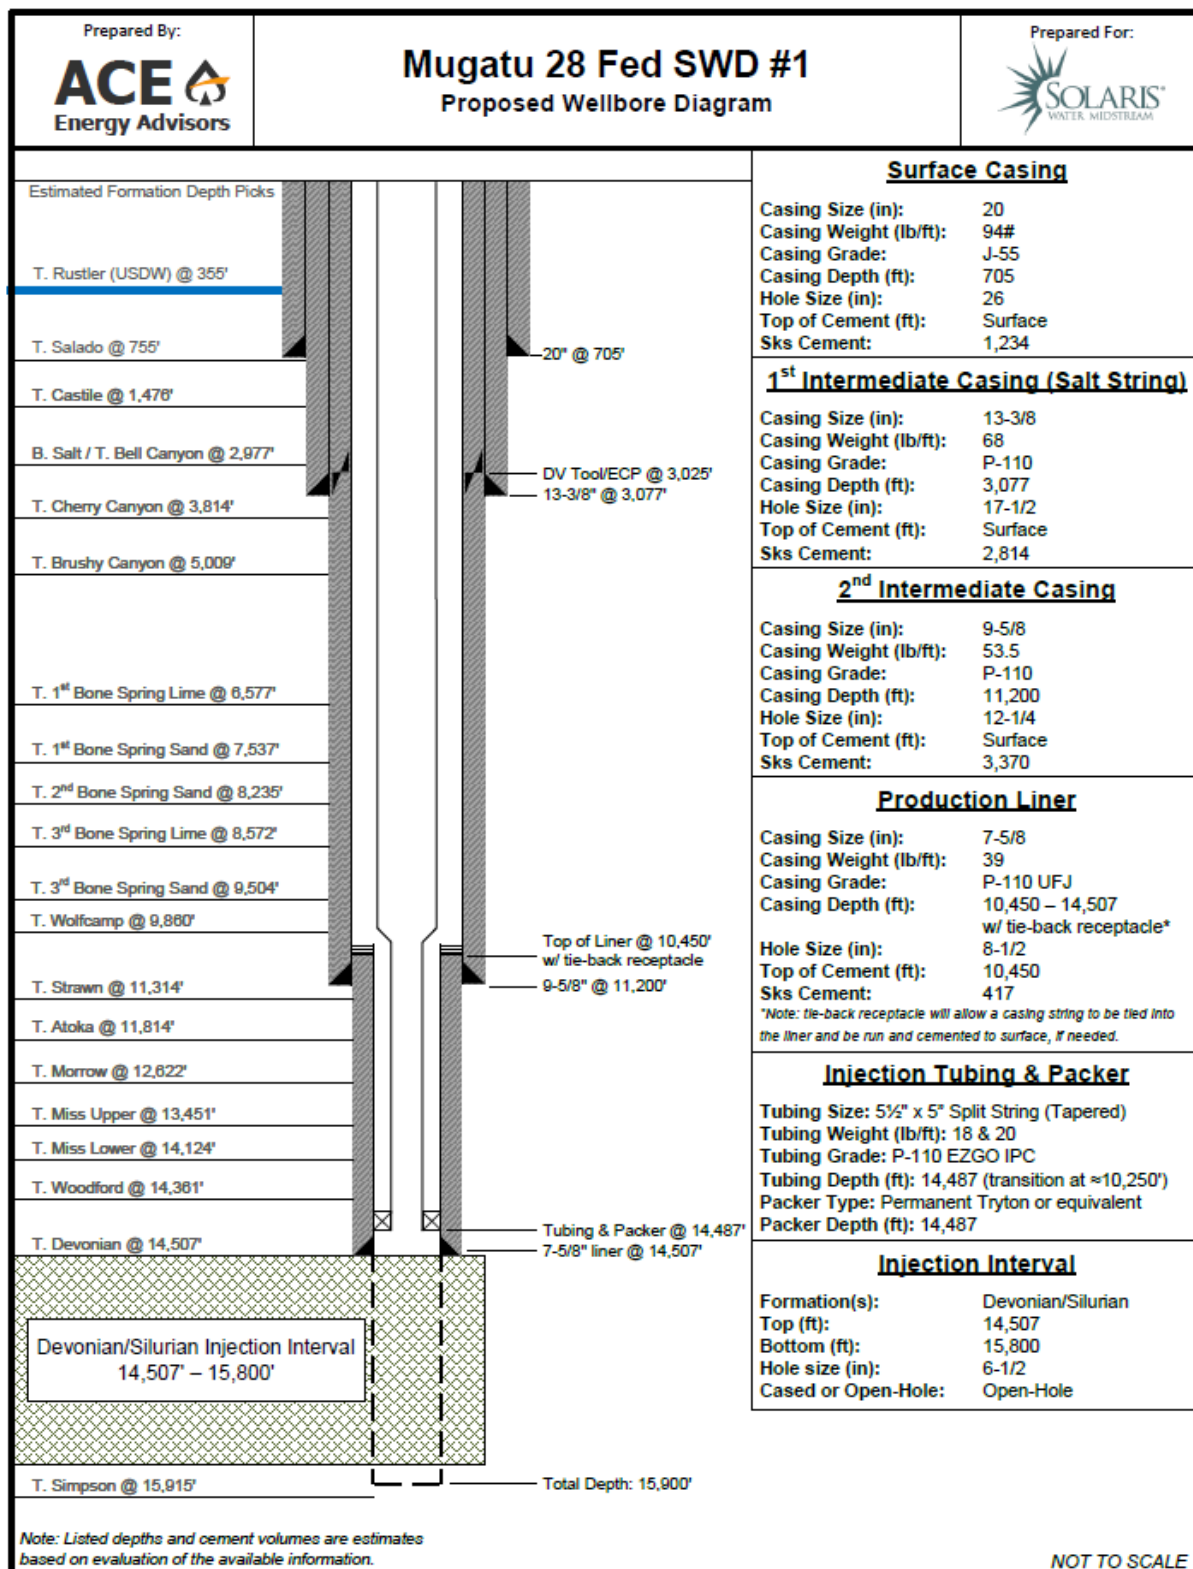 Prepared By:
ACE
Energy Advisors
Mugatu 28 Fed SWD #1
Proposed Wellbore Diagram
Prepared For:
SOLARIS
WATER MIDSTREAM
Estimated Formation Depth Picks
T. Rustler (USDW) @ 355'
T. Salado @ 755'
T. Castile @ 1,476'
B. Salt / T. Bell Canyon @ 2,977'
T. Cherry Canyon @ 3,814'
T. Brushy Canyon @ 5,009'
T. 1st Bone Spring Lime @ 6,577'
T. 1st Bone Spring Sand @ 7,537'
T. 2nd Bone Spring Sand @ 8,235'
T. 3rd Bone Spring Lime @ 8,572'
T. 3rd Bone Spring Sand @ 9,504'
T. Wolfcamp @ 9,860'
T. Strawn @ 11,314'
T. Atoka @ 11,814'
T. Morrow @ 12,622'
T. Miss Upper @ 13,451'
T. Miss Lower @ 14,124'
T. Woodford @ 14,361'
T. Devonian @ 14,507'
Devonian/Silurian Injection Interval
14,507' – 15,800'
T. Simpson @ 15,915'
20" @ 705'
DV Tool/ECP @ 3,025'
13-3/8" @ 3,077'
Top of Liner @ 10,450'
w/ tie-back receptacle
9-5/8" @ 11,200'
Tubing & Packer @ 14,487'
7-5/8" liner @ 14,507'
Total Depth: 15,900'
Surface Casing
Casing Size (in): 20
Casing Weight (lb/ft): 94#
Casing Grade: J-55
Casing Depth (ft): 705
Hole Size (in): 26
Top of Cement (ft): Surface
Sks Cement: 1,234
1st Intermediate Casing (Salt String)
Casing Size (in): 13-3/8
Casing Weight (lb/ft): 68
Casing Grade: P-110
Casing Depth (ft): 3,077
Hole Size (in): 17-1/2
Top of Cement (ft): Surface
Sks Cement: 2,814
2nd Intermediate Casing
Casing Size (in): 9-5/8
Casing Weight (lb/ft): 53.5
Casing Grade: P-110
Casing Depth (ft): 11,200
Hole Size (in): 12-1/4
Top of Cement (ft): Surface
Sks Cement: 3,370
Production Liner
Casing Size (in): 7-5/8
Casing Weight (lb/ft): 39
Casing Grade: P-110 UFJ
Casing Depth (ft): 10,450 – 14,507
w/ tie-back receptacle*
Hole Size (in): 8-1/2
Top of Cement (ft): 10,450
Sks Cement: 417
*Note: tie-back receptacle will allow a casing string to be tied into
the liner and be run and cemented to surface, if needed.
Injection Tubing & Packer
Tubing Size: 5½" x 5" Split String (Tapered)
Tubing Weight (lb/ft): 18 & 20
Tubing Grade: P-110 EZGO IPC
Tubing Depth (ft): 14,487 (transition at ≈10,250')
Packer Type: Permanent Tryton or equivalent
Packer Depth (ft): 14,487
Injection Interval
Formation(s): Devonian/Silurian
Top (ft): 14,507
Bottom (ft): 15,800
Hole size (in): 6-1/2
Cased or Open-Hole: Open-Hole
Note: Listed depths and cement volumes are estimates
based on evaluation of the available information.
NOT TO SCALE